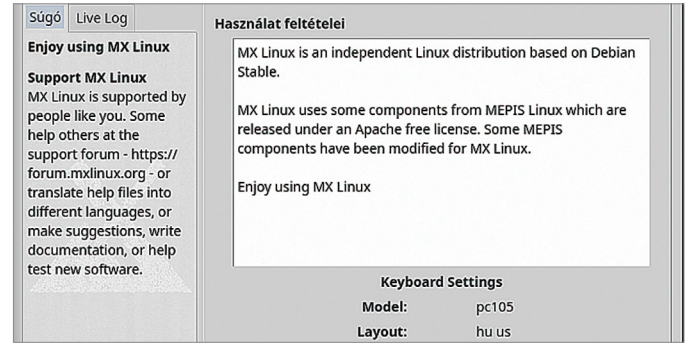 Súgó Live Log
Enjoy using MX Linux
Support MX Linux
MX Linux is supported by
people like you. Some
help others at the
support forum - https://
forum.mxlinux.org - or
translate help files into
different languages, or
make suggestions, write
documentation, or help
test new software.
Használat feltételei
MX Linux is an independent Linux distribution based on Debian
Stable.
MX Linux uses some components from MEPIS Linux which are
released under an Apache free license. Some MEPIS
components have been modified for MX Linux.
Enjoy using MX Linux
Keyboard Settings
Model: pc105
Layout: hu us